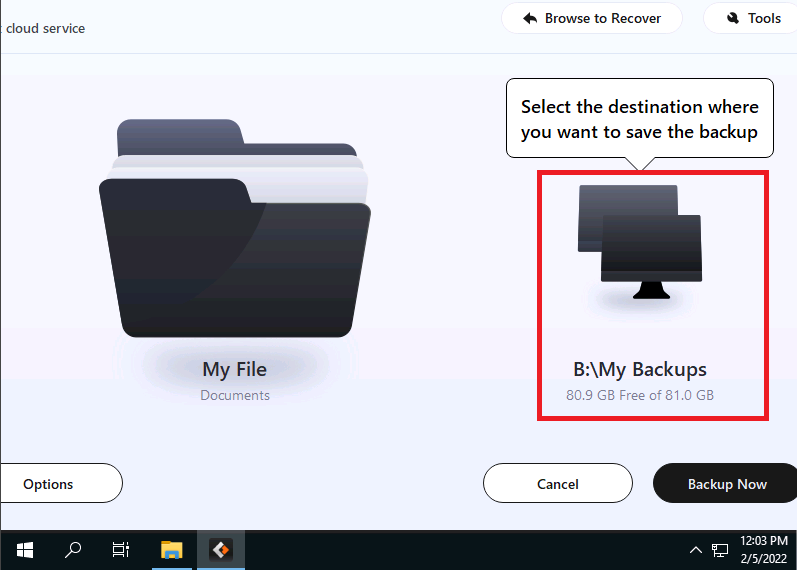 cloud service
Browse to Recover
Tools
Select the destination where
you want to save the backup
My File
Documents
B:\My Backups
80.9 GB Free of 81.0 GB
Options
Cancel
Backup Now
12:03 PM
2/5/2022